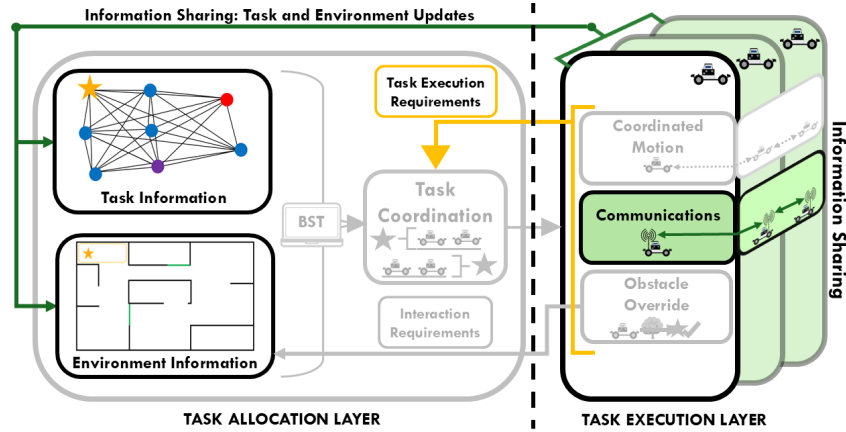 Information Sharing: Task and Environment Updates
Task Execution
Requirements
Task Information
BST
Task
Coordination
Interaction
Requirements
Environment Information
TASK ALLOCATION LAYER
Coordinated
Motion
Communications
Obstacle
Override
TASK EXECUTION LAYER
Information Sharing